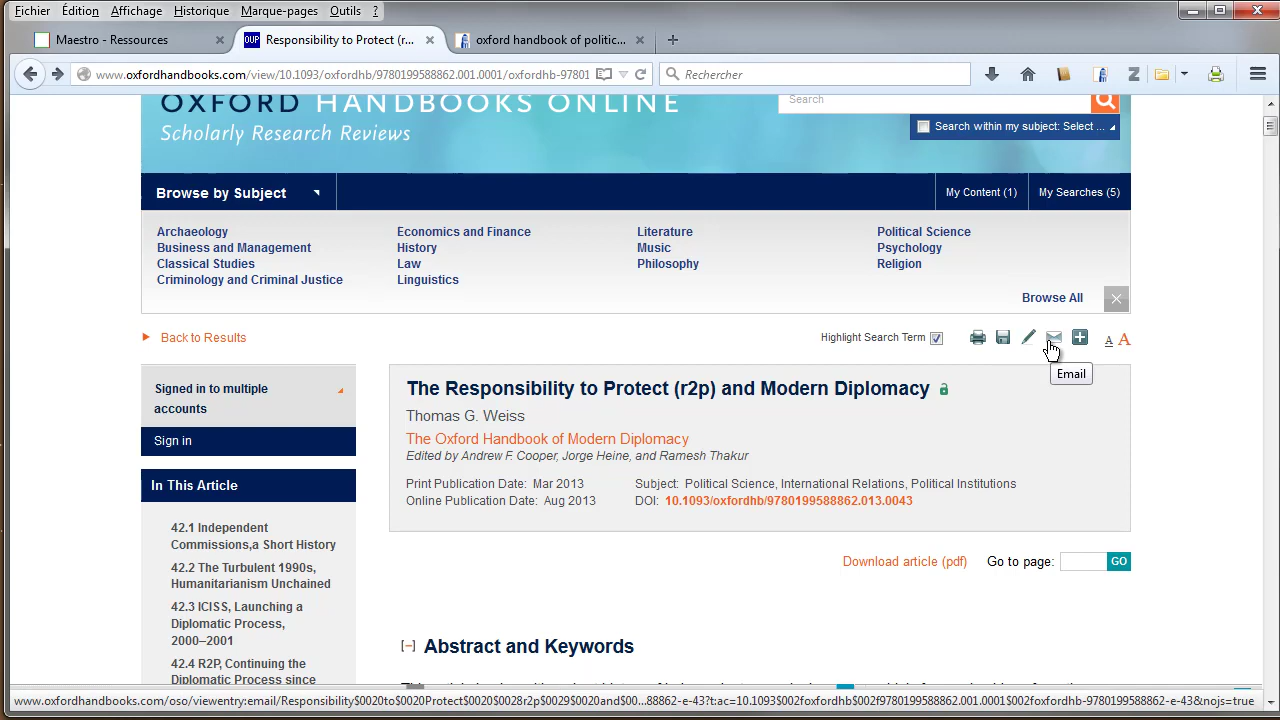 Fichier Édition Affichage Historique Marque-pages Outils ?
Maestro - Ressources
OUP Responsibility to Protect (r...
oxford handbook of politic...
www.oxfordhandbooks.com/view/10.1093/oxfordhb/9780199588862.001.0001/oxfordhb-97801
Rechercher
OXFORD HANDBOOKS ONLINE
Scholarly Research Reviews
Search
Search within my subject: Select ...
Browse by Subject
My Content (1)
My Searches (5)
Archaeology
Business and Management
Classical Studies
Criminology and Criminal Justice
Economics and Finance
History
Law
Linguistics
Literature
Music
Philosophy
Political Science
Psychology
Religion
Browse All
Back to Results
Highlight Search Term
A A
Email
Signed in to multiple
accounts
Sign in
In This Article
42.1 Independent
Commissions,a Short History
42.2 The Turbulent 1990s,
Humanitarianism Unchained
42.3 ICISS, Launching a
Diplomatic Process,
2000–2001
42.4 R2P, Continuing the
Diplomatic Process since
The Responsibility to Protect (r2p) and Modern Diplomacy
Thomas G. Weiss
The Oxford Handbook of Modern Diplomacy
Edited by Andrew F. Cooper, Jorge Heine, and Ramesh Thakur
Print Publication Date: Mar 2013
Online Publication Date: Aug 2013
Subject: Political Science, International Relations, Political Institutions
DOI: 10.1093/oxfordhb/9780199588862.013.0043
Download article (pdf)
Go to page:
GO
[−] Abstract and Keywords
www.oxfordhandbooks.com/oso/viewentry:email/Responsibility$0020to$0020Protect$0020$0028r2p$0029$0020and$00...88862-e-43?t:ac=10.1093$002foxfordhb$002f9780199588862.001.0001$002foxfordhb-9780199588862-e-43&nojs=true